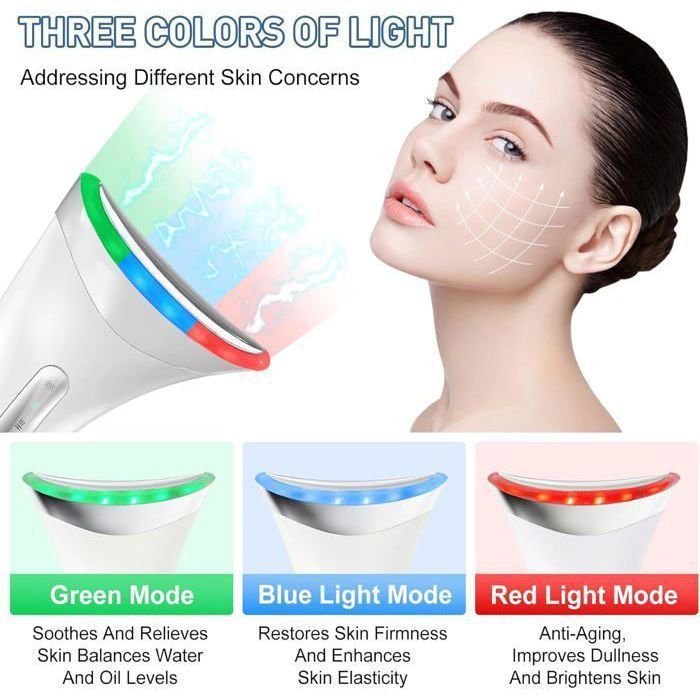 THREE COLORS OF LIGHT
Addressing Different Skin Concerns
Green Mode
Soothes And Relieves
Skin Balances Water
And Oil Levels
Blue Light Mode
Restores Skin Firmness
And Enhances
Skin Elasticity
Red Light Mode
Anti-Aging,
Improves Dullness
And Brightens Skin